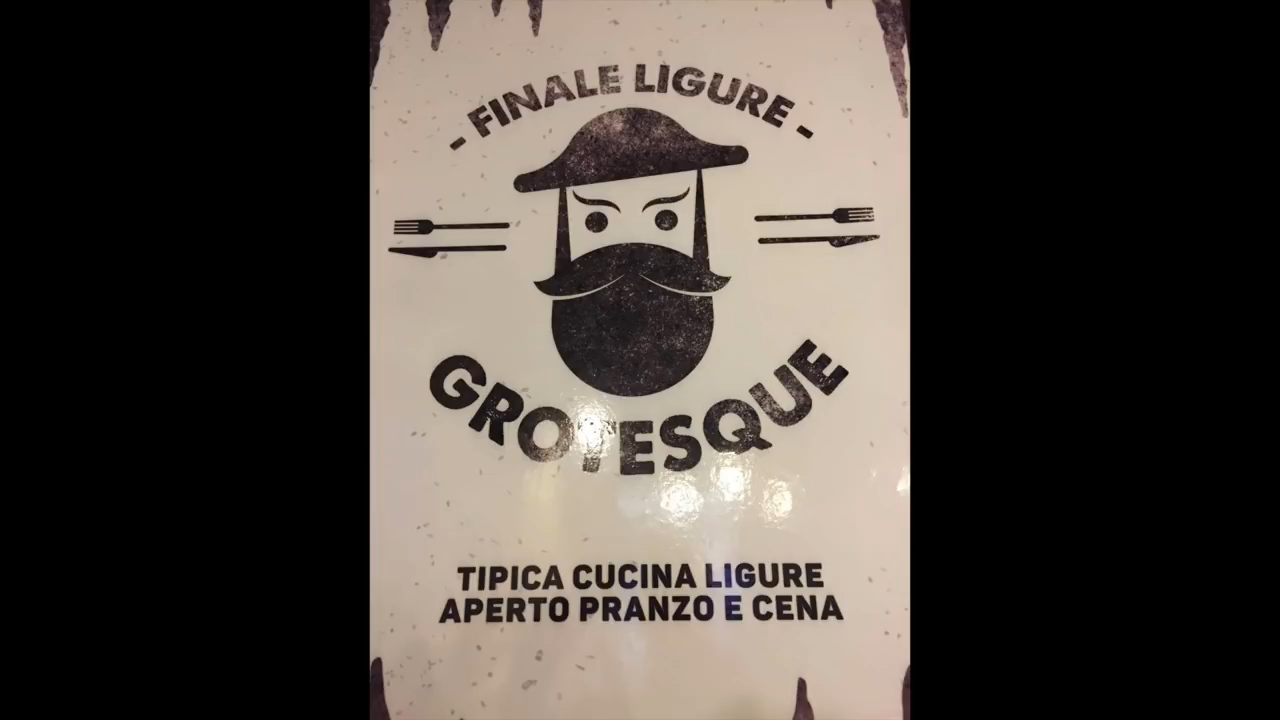 - FINALE LIGURE -
GROTESQUE
TIPICA CUCINA LIGURE
APERTO PRANZO E CENA